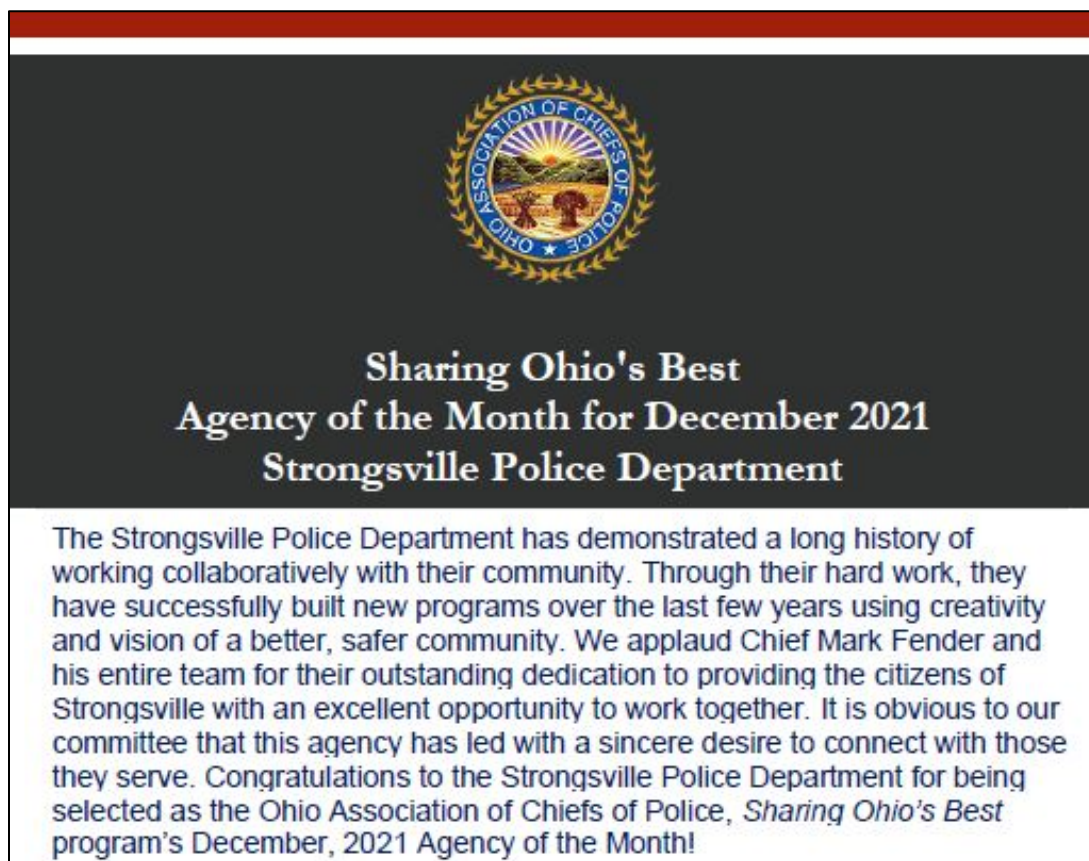 OHIO ASSOCIATION OF CHIEFS OF POLICE
Sharing Ohio's Best
Agency of the Month for December 2021
Strongsville Police Department
The Strongsville Police Department has demonstrated a long history of
working collaboratively with their community. Through their hard work, they
have successfully built new programs over the last few years using creativity
and vision of a better, safer community. We applaud Chief Mark Fender and
his entire team for their outstanding dedication to providing the citizens of
Strongsville with an excellent opportunity to work together. It is obvious to our
committee that this agency has led with a sincere desire to connect with those
they serve. Congratulations to the Strongsville Police Department for being
selected as the Ohio Association of Chiefs of Police, Sharing Ohio’s Best
program’s December, 2021 Agency of the Month!